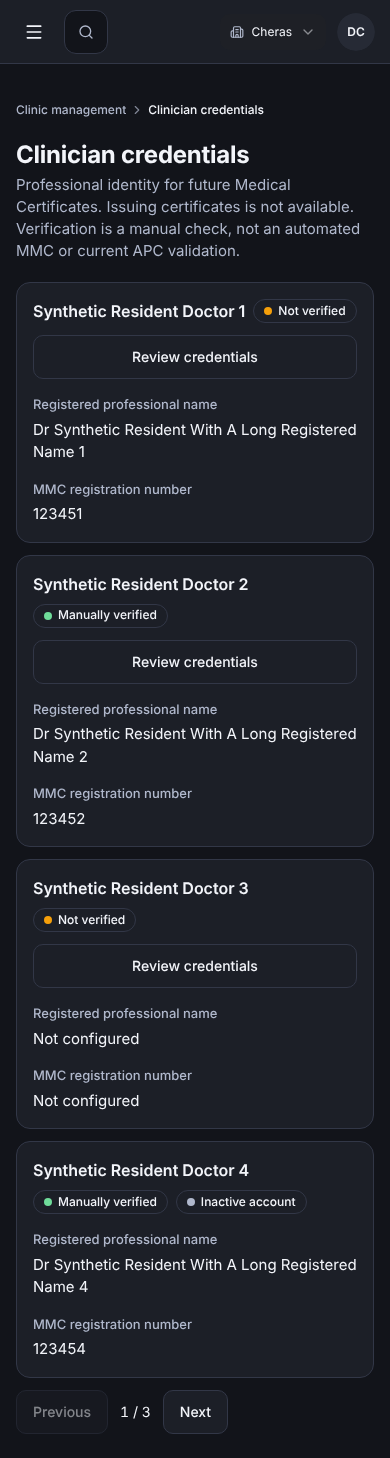 Cheras
DC
Clinic management > Clinician credentials
Clinician credentials
Professional identity for future Medical
Certificates. Issuing certificates is not available.
Verification is a manual check, not an automated
MMC or current APC validation.
Synthetic Resident Doctor 1 Not verified
Review credentials
Registered professional name
Dr Synthetic Resident With A Long Registered
Name 1
MMC registration number
123451
Synthetic Resident Doctor 2
Manually verified
Review credentials
Registered professional name
Dr Synthetic Resident With A Long Registered
Name 2
MMC registration number
123452
Synthetic Resident Doctor 3
Not verified
Review credentials
Registered professional name
Not configured
MMC registration number
Not configured
Synthetic Resident Doctor 4
Manually verified Inactive account
Registered professional name
Dr Synthetic Resident With A Long Registered
Name 4
MMC registration number
123454
Previous 1 / 3 Next